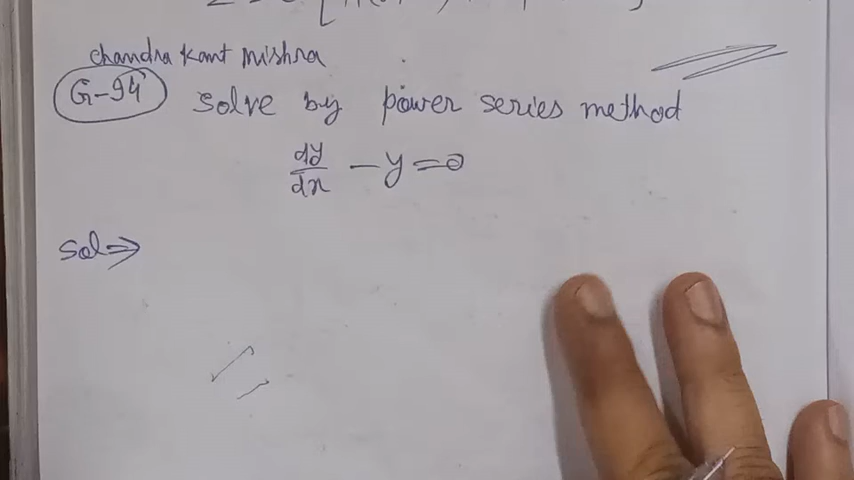 chandra Kant Mishra
G-94 Solve by power series method
dy/dx - y = 0
Sol ⇒